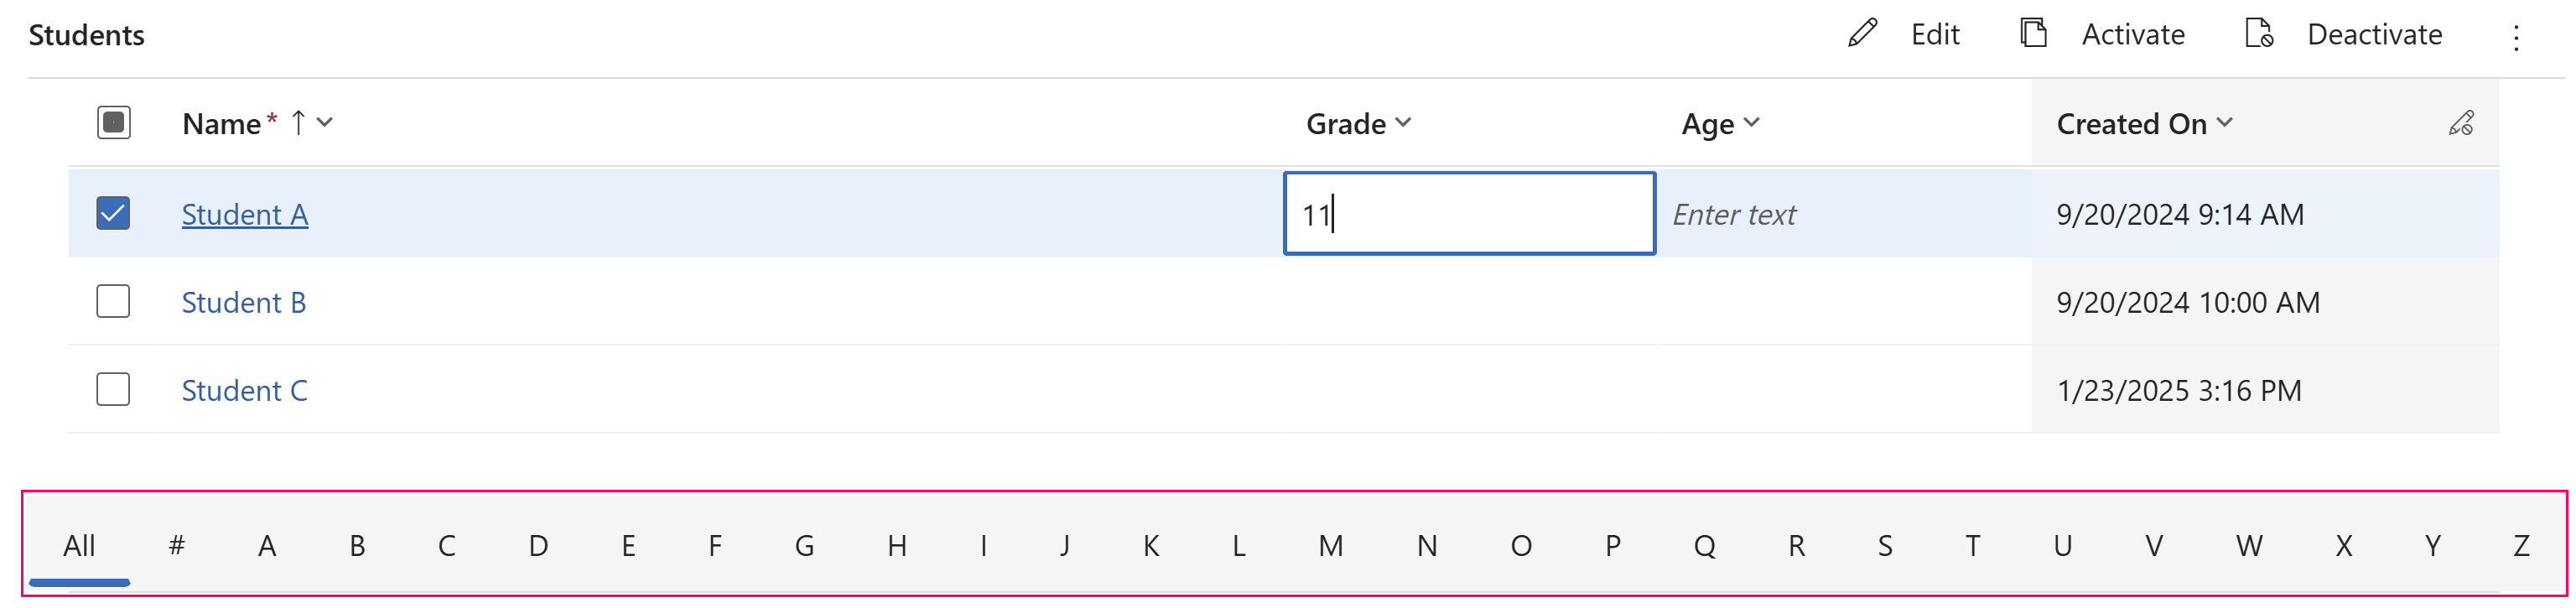 Students Edit Activate Deactivate
Name* Grade Age Created On
Student A 11 Enter text 9/20/2024 9:14 AM
Student B 9/20/2024 10:00 AM
Student C 1/23/2025 3:16 PM
All # A B C D E F G H I J K L M N O P Q R S T U V W X Y Z